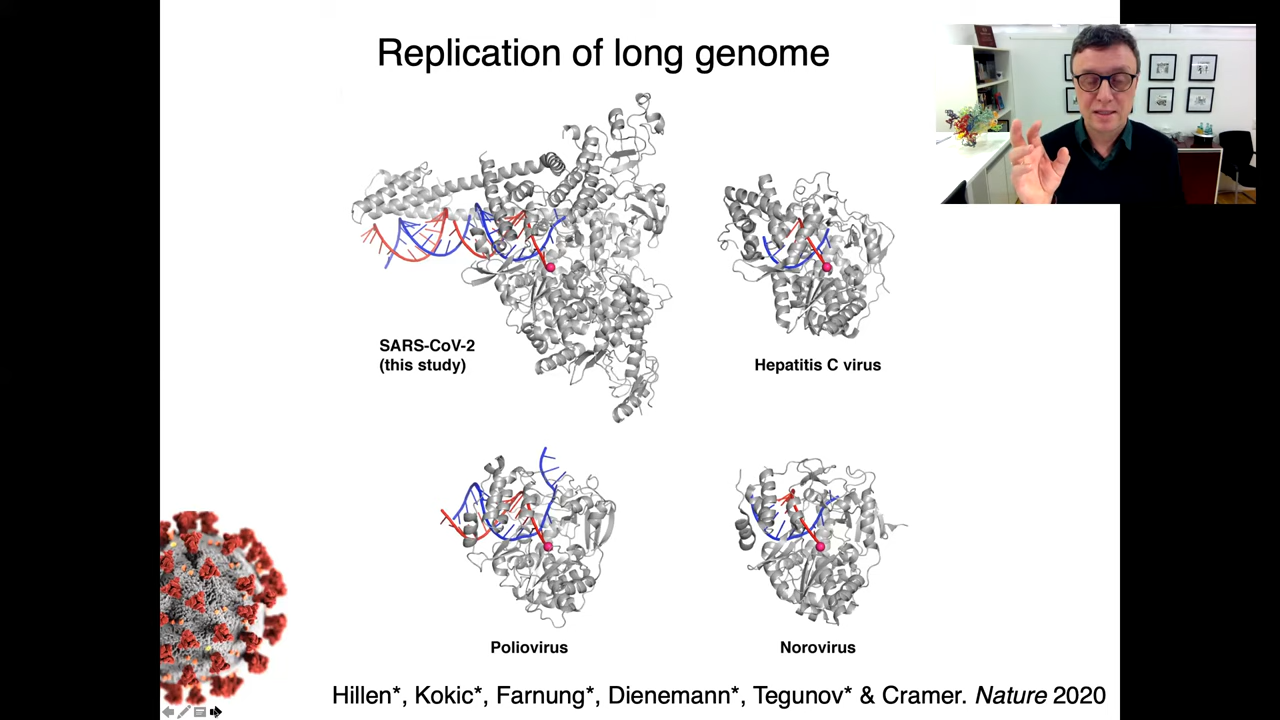 Replication of long genome
SARS-CoV-2
(this study)
Hepatitis C virus
Poliovirus
Norovirus
Hillen*, Kokic*, Farnung*, Dienemann*, Tegunov* & Cramer. Nature 2020